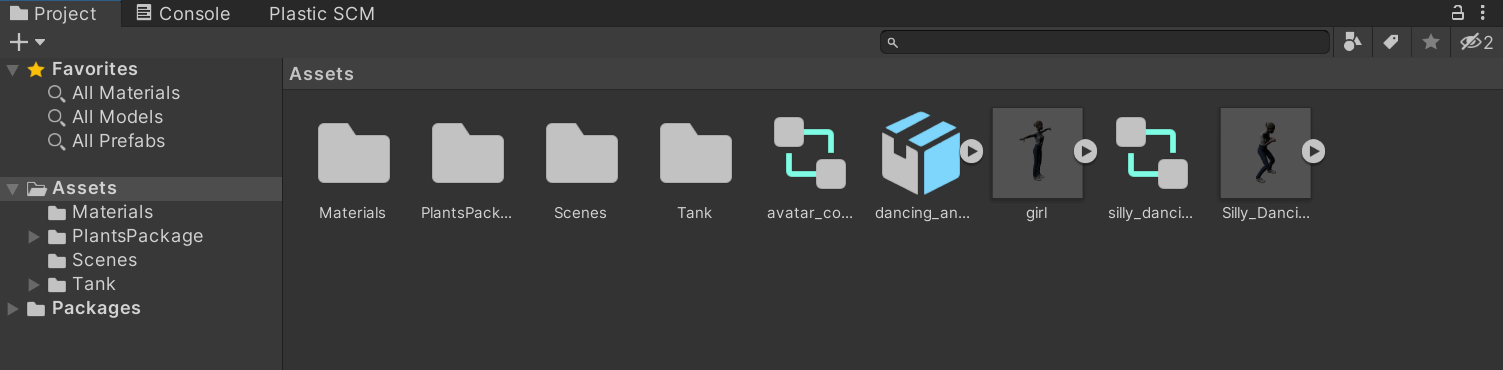 Project Console Plastic SCM
2
Favorites
All Materials
All Models
All Prefabs
Assets
Materials
PlantsPackage
Scenes
Tank
Packages
Assets
Materials PlantsPack... Scenes Tank avatar_co... dancing_an... girl silly_danci... Silly_Danci...